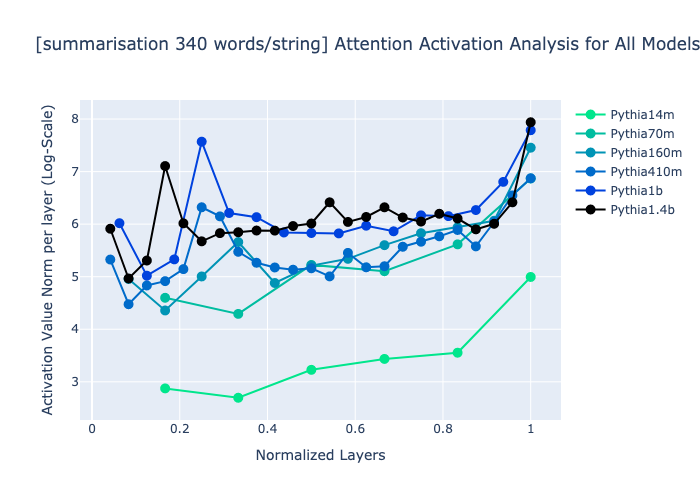 [summarisation 340 words/string] Attention Activation Analysis for All Models
Activation Value Norm per layer (Log-Scale)
8
7
6
5
4
3
0
0.2
0.4
0.6
0.8
1
Normalized Layers
Pythia14m
Pythia70m
Pythia160m
Pythia410m
Pythia1b
Pythia1.4b